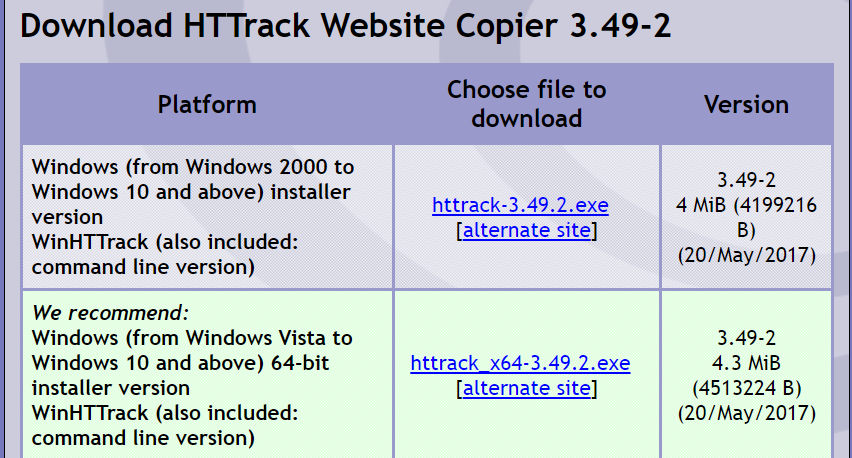 Download HTTrack Website Copier 3.49-2
Platform
Choose file to
download
Version
Windows (from Windows 2000 to
Windows 10 and above) installer
version
WinHTTrack (also included:
command line version)
httrack-3.49.2.exe
[alternate site]
3.49-2
4 MiB (4199216
B)
(20/May/2017)
We recommend:
Windows (from Windows Vista to
Windows 10 and above) 64-bit
installer version
WinHTTrack (also included:
command line version)
httrack_x64-3.49.2.exe
[alternate site]
3.49-2
4.3 MiB
(4513224 B)
(20/May/2017)